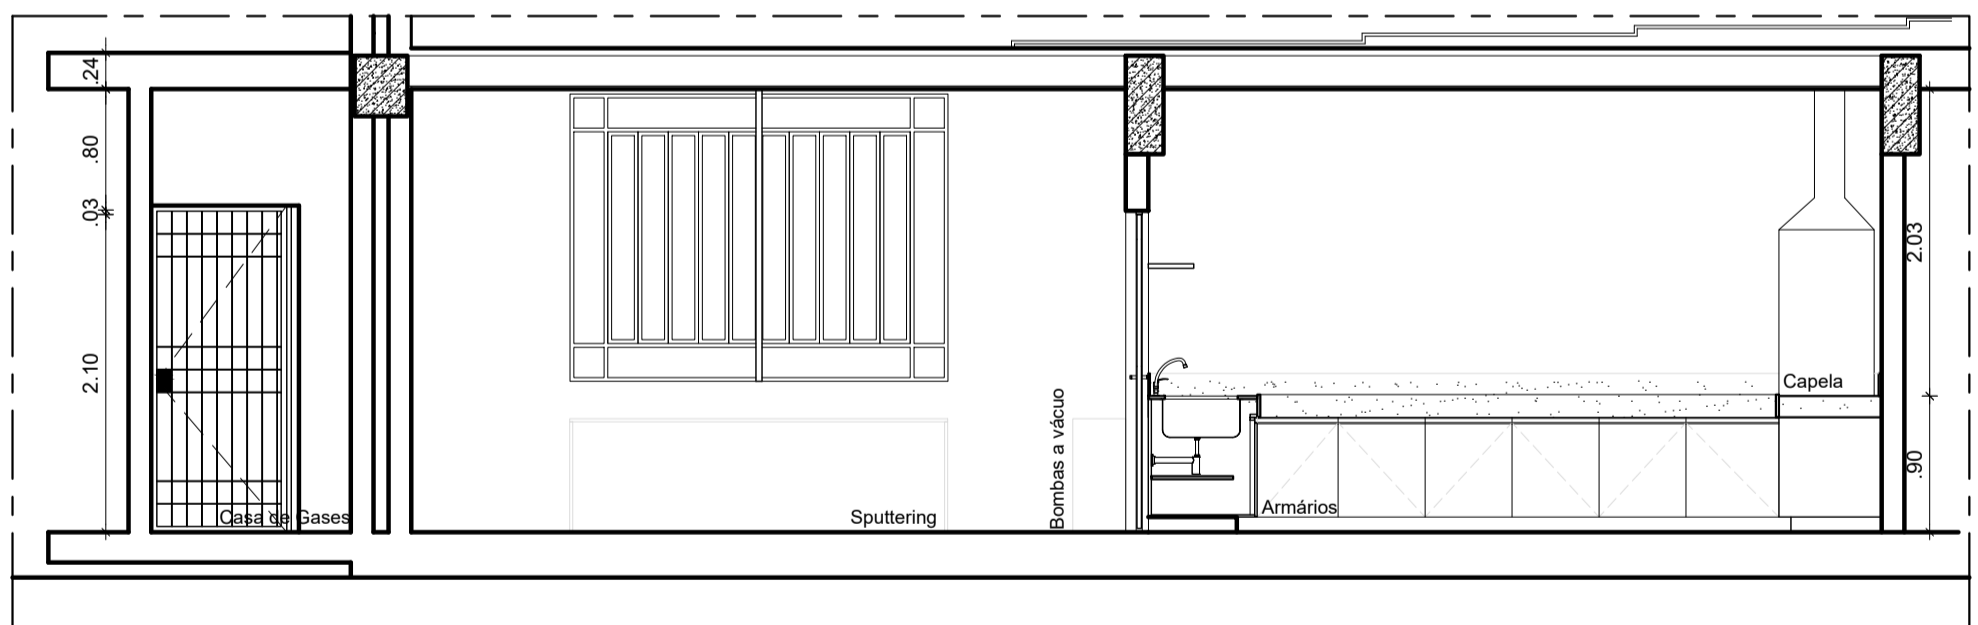 .24
.80
.03
2.10
Casa de Gases
Sputtering
Bombas a vácuo
Armários
Capela
2.03
.90